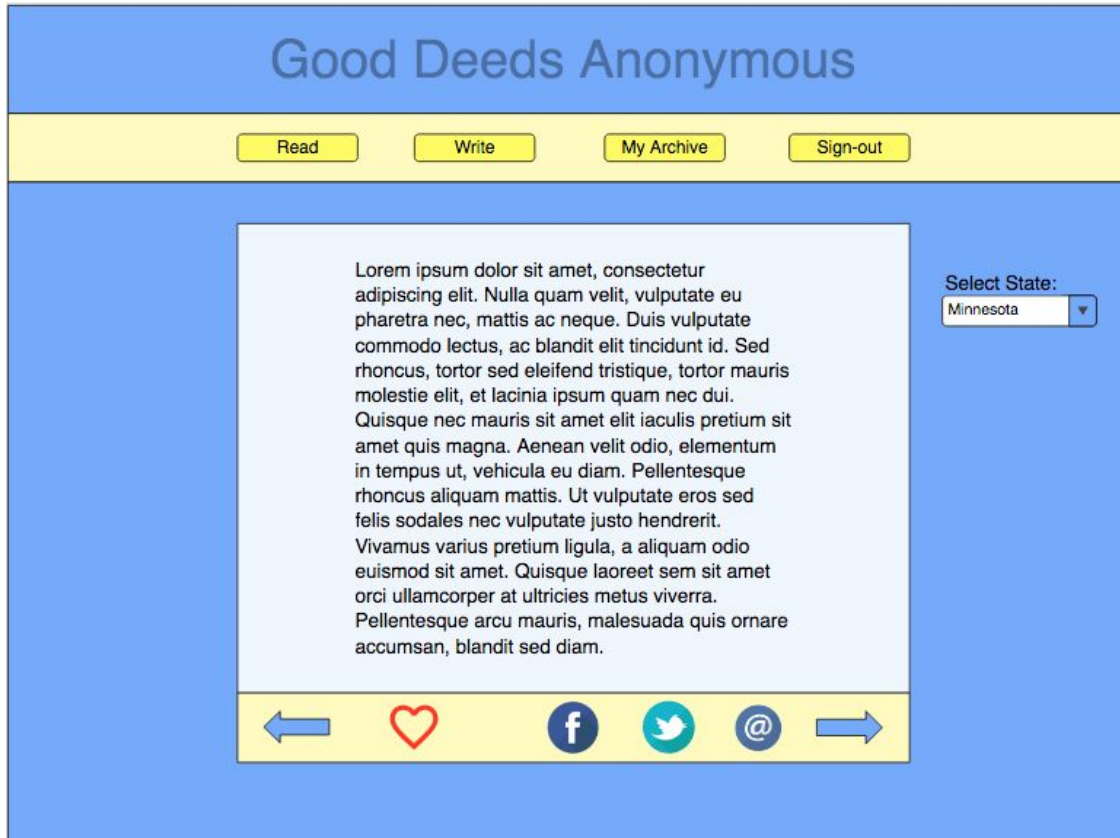 Good Deeds Anonymous
Read
Write
My Archive
Sign-out
Lorem ipsum dolor sit amet, consectetur
adipiscing elit. Nulla quam velit, vulputate eu
pharetra nec, mattis ac neque. Duis vulputate
commodo lectus, ac blandit elit tincidunt id. Sed
rhoncus, tortor sed eleifend tristique, tortor mauris
molestie elit, et lacinia ipsum quam nec dui.
Quisque nec mauris sit amet elit iaculis pretium sit
amet quis magna. Aenean velit odio, elementum
in tempus ut, vehicula eu diam. Pellentesque
rhoncus aliquam mattis. Ut vulputate eros sed
felis sodales nec vulputate justo hendrerit.
Vivamus varius pretium ligula, a aliquam odio
euismod sit amet. Quisque laoreet sem sit amet
orci ullamcorper at ultricies metus viverra.
Pellentesque arcu mauris, malesuada quis ornare
accumsan, blandit sed diam.
Select State:
Minnesota
f
@